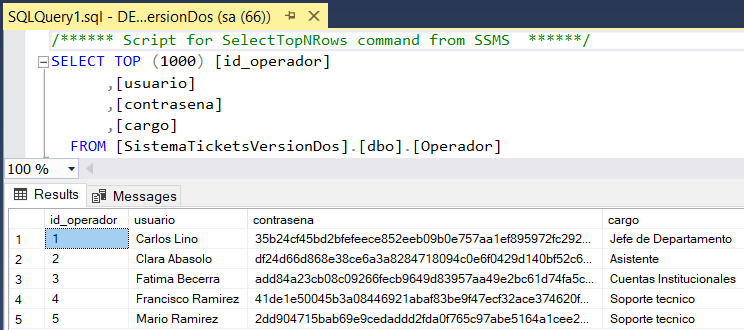 SQLQuery1.sql - DE...ersionDos (sa (66))
/****** Script for SelectTopNRows command from SSMS ******/
SELECT TOP (1000) [id_operador]
,[usuario]
,[contrasena]
,[cargo]
FROM [SistemaTicketsVersionDos].[dbo].[Operador]
100 %
Results Messages
id_operador usuario contrasena cargo
1 1 Carlos Lino 35b24cf45bd2bfefeece852eeb09b0e757aa1ef895972fc292... Jefe de Departamento
2 2 Clara Abasolo df24d66d868e38ce6a3a8284718094c0e6f0429d140bf52c6... Asistente
3 3 Fatima Becerra add84a23cb08c09266fecb9649d83957aa49e2bc61d74fa5c... Cuentas Institucionales
4 4 Francisco Ramirez 41de1e50045b3a08446921abaf83be9f47ecf32ace374620f... Soporte tecnico
5 5 Mario Ramirez 2dd904715bab69e9cedaddd2fda0f765c97abe5164a1cee2... Soporte tecnico